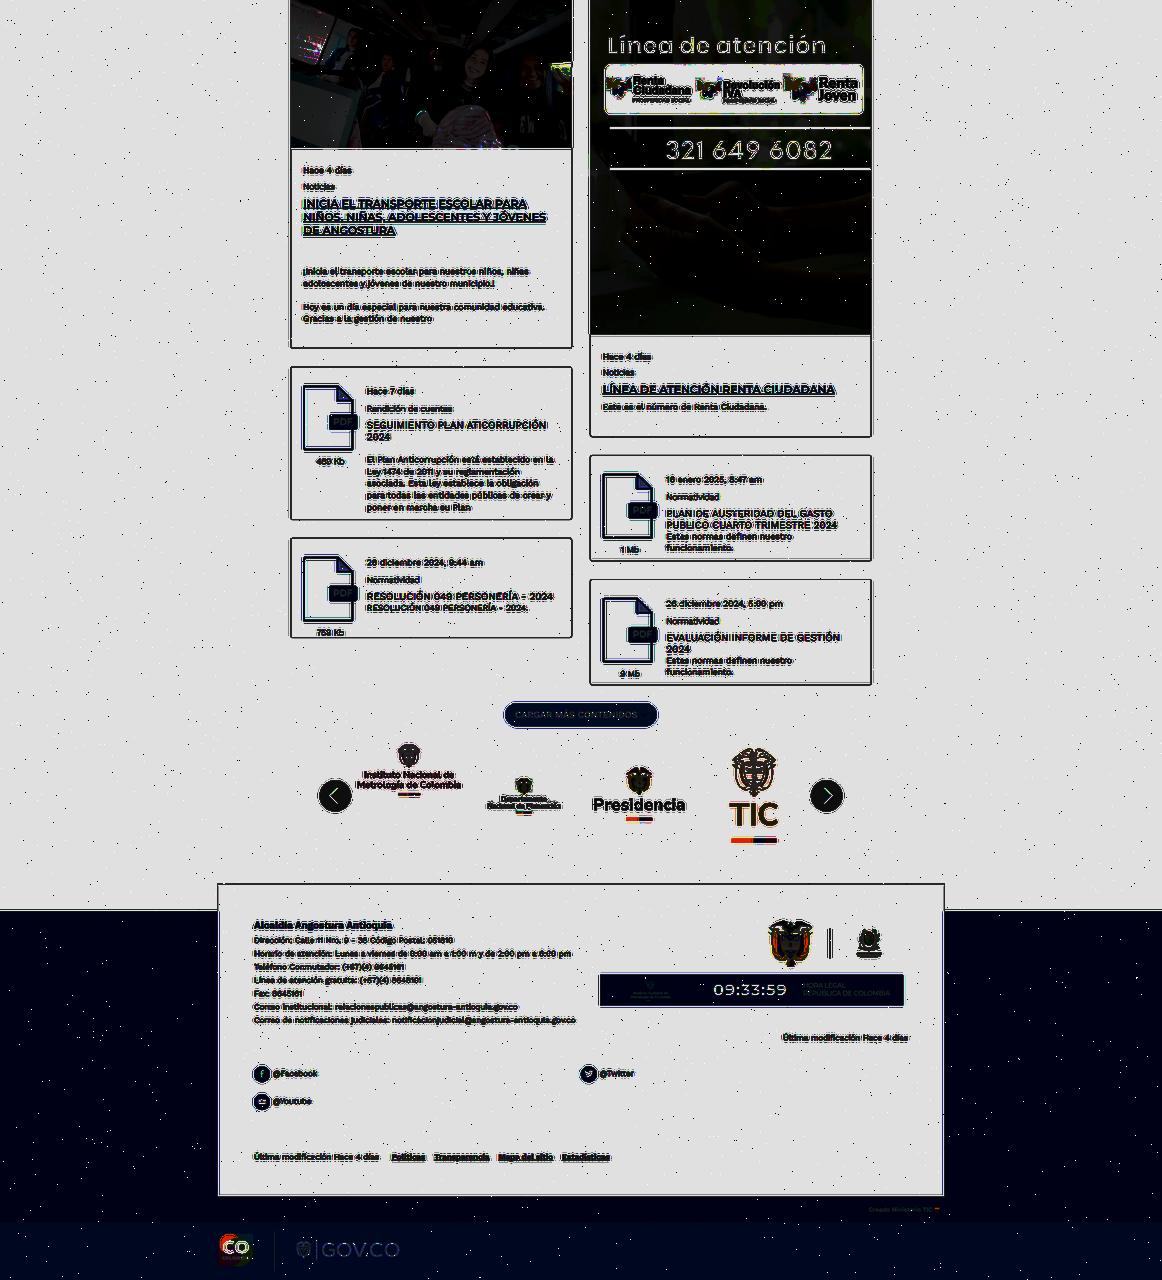 Hace 4 días
Noticias
INICIA EL TRANSPORTE ESCOLAR PARA
NIÑOS, NIÑAS, ADOLESCENTES Y JÓVENES
DE ANGOSTURA
¡Inicia el transporte escolar para nuestros niños, niñas
adolescentes y jóvenes de nuestro municipio!
Hoy es un día especial para nuestra comunidad educativa.
Gracias a la gestión de nuestro
Hace 7 días
Rendición de cuentas
SEGUIMIENTO PLAN ATICORRUPCIÓN
2024
PDF
El Plan Anticorrupción está establecido en la
Ley 1474 de 2011 y su reglamentación
asociada. Esta ley establece la obligación
para todas las entidades públicas de crear y
poner en marcha su Plan
26 diciembre 2024, 9:44 am
Normatividad
PDF
RESOLUCIÓN 049 PERSONERÍA - 2024
RESOLUCIÓN 049 PERSONERÍA - 2024.
Línea de atención
Renta
Ciudadana
PROSPERIDAD SOCIAL
Devolución
IVA
Renta
Joven
321 649 6082
Hace 4 días
Noticias
LÍNEA DE ATENCIÓN RENTA CIUDADANA
Este es el número de Renta Ciudadana.
enero 2025, 8:47 am
Normatividad
PDF
PLAN DE AUSTERIDAD DEL GASTO
PUBLICO CUARTO TRIMESTRE 2024
Estas normas definen nuestro
funcionamiento.
1 Mb
26 diciembre 2024, 5:00 pm
Normatividad
PDF
EVALUACIÓN INFORME DE GESTIÓN
2024
Estas normas definen nuestro
funcionamiento.
CARGAR MÁS CONTENIDOS
Instituto Nacional de
Metrología de Colombia
Departamento
Nacional de Planeación
Presidencia
TIC
Alcaldía Angostura Antioquia
Dirección: Calle 11 Nro. 9 - 36 Código Postal: 051810
Horario de atención: Lunes a viernes de 8:00 am a 1:00 m y de 2:00 pm a 6:00 pm
Teléfono Conmutador: (+57)(4) 8645161
Línea de atención gratuita: (+57)(4) 8645161
Fax: 8645161
Correo institucional: relacionespublicas@angostura-antioquia.gov.co
Correo de notificaciones judiciales: notificacionjudicial@angostura-antioquia.gov.co
09:33:59
HORA LEGAL
REPÚBLICA DE COLOMBIA
Última modificación Hace 4 días
@Facebook
@Twitter
@Youtube
Última modificación Hace 4 días Políticas Transparencia Mapa del sitio Estadísticas
Creado Ministerio TIC
CO
GOV.CO